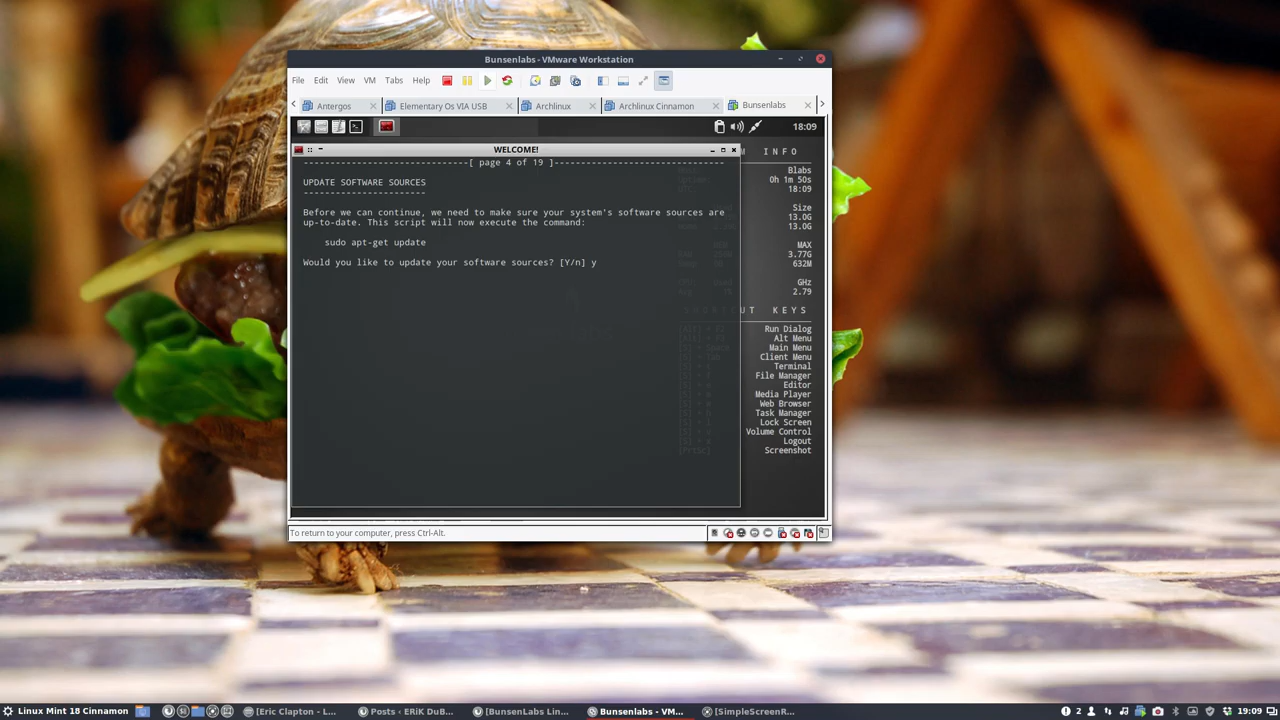 Bunsenlabs - VMware Workstation
File Edit View VM Tabs Help
Antergos Elementary Os VIA USB Archlinux Archlinux Cinnamon Bunsenlabs
18:09
WELCOME!
-------------------------------[ page 4 of 19 ]--------------------------------
UPDATE SOFTWARE SOURCES
-----------------------
Before we can continue, we need to make sure your system's software sources are
up-to-date. This script will now execute the command:
sudo apt-get update
Would you like to update your software sources? [Y/n] y
M INFO
Blabs
0h 1m 50s
18:09
Size
13.0G
13.0G
MAX
3.77G
632M
GHz
2.79
SHORTCUT KEYS
Run Dialog
Alt Menu
Main Menu
Client Menu
Terminal
File Manager
Editor
Media Player
Web Browser
Task Manager
Lock Screen
Volume Control
Logout
[PrtSc] Screenshot
To return to your computer, press Ctrl-Alt.
Linux Mint 18 Cinnamon [Eric Clapton - L... Posts ‹ ERiK DuB... [BunsenLabs Lin... Bunsenlabs - VM... [SimpleScreenR... 2 19:09